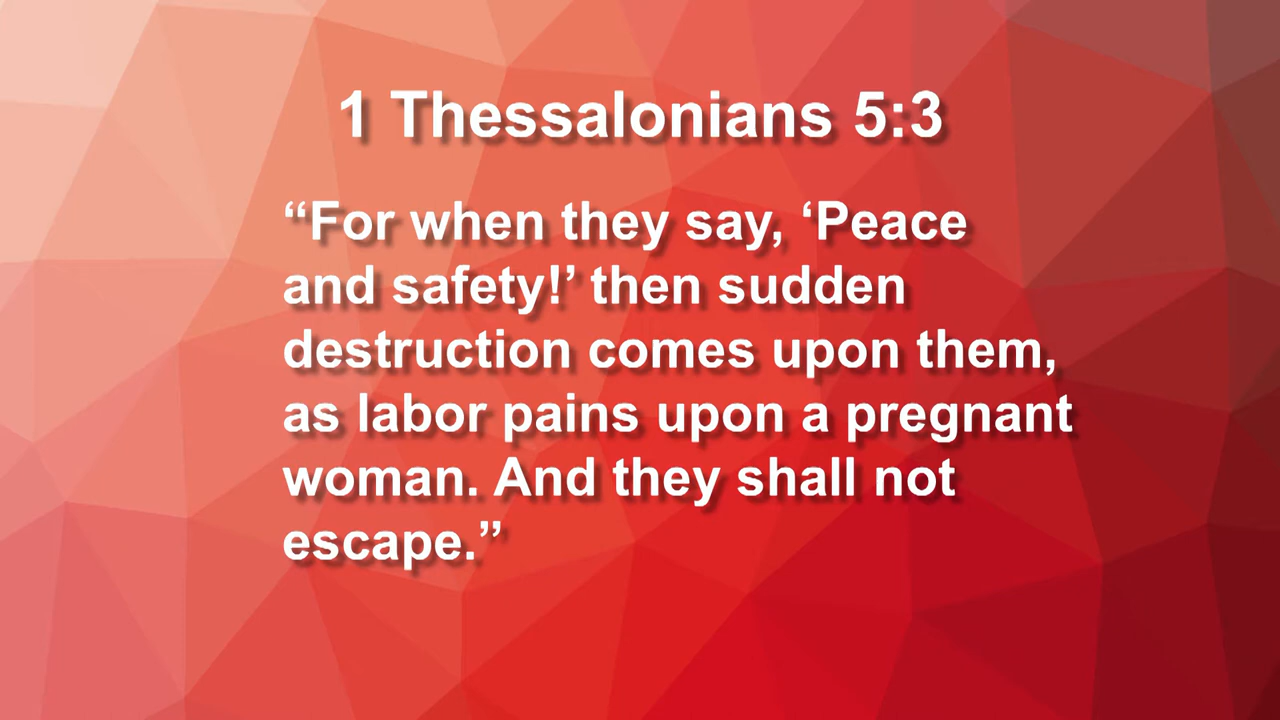 1 Thessalonians 5:3
“For when they say, ‘Peace
and safety!’ then sudden
destruction comes upon them,
as labor pains upon a pregnant
woman. And they shall not
escape.”